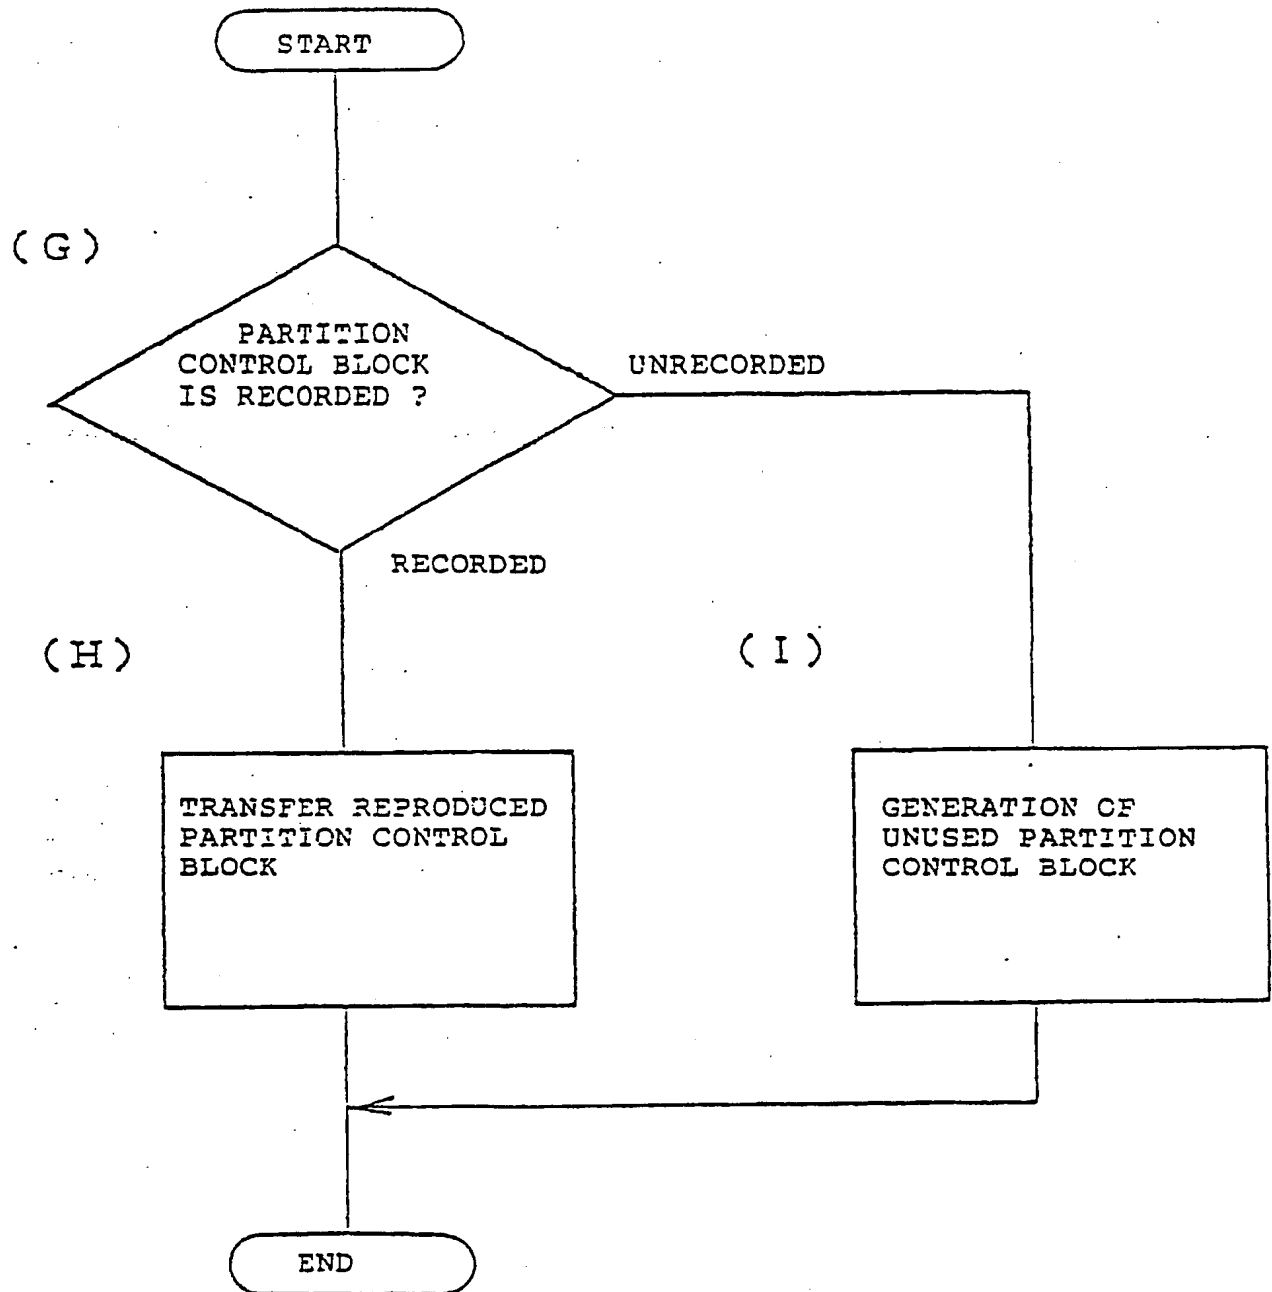 START
(G)
PARTITION
CONTROL BLOCK
IS RECORDED ?
UNRECORDED
RECORDED
(H)
(I)
TRANSFER REPRODUCED
PARTITION CONTROL
BLOCK
GENERATION OF
UNUSED PARTITION
CONTROL BLOCK
END